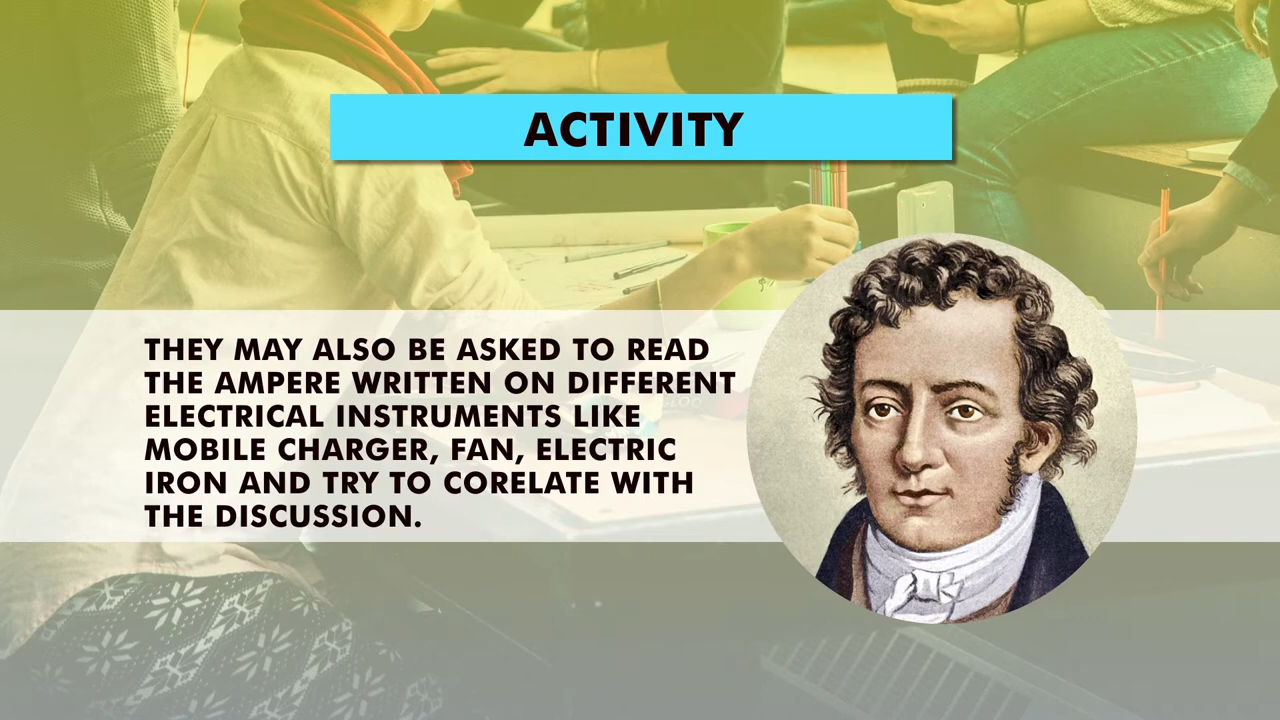 ACTIVITY
THEY MAY ALSO BE ASKED TO READ
THE AMPERE WRITTEN ON DIFFERENT
ELECTRICAL INSTRUMENTS LIKE
MOBILE CHARGER, FAN, ELECTRIC
IRON AND TRY TO CORELATE WITH
THE DISCUSSION.